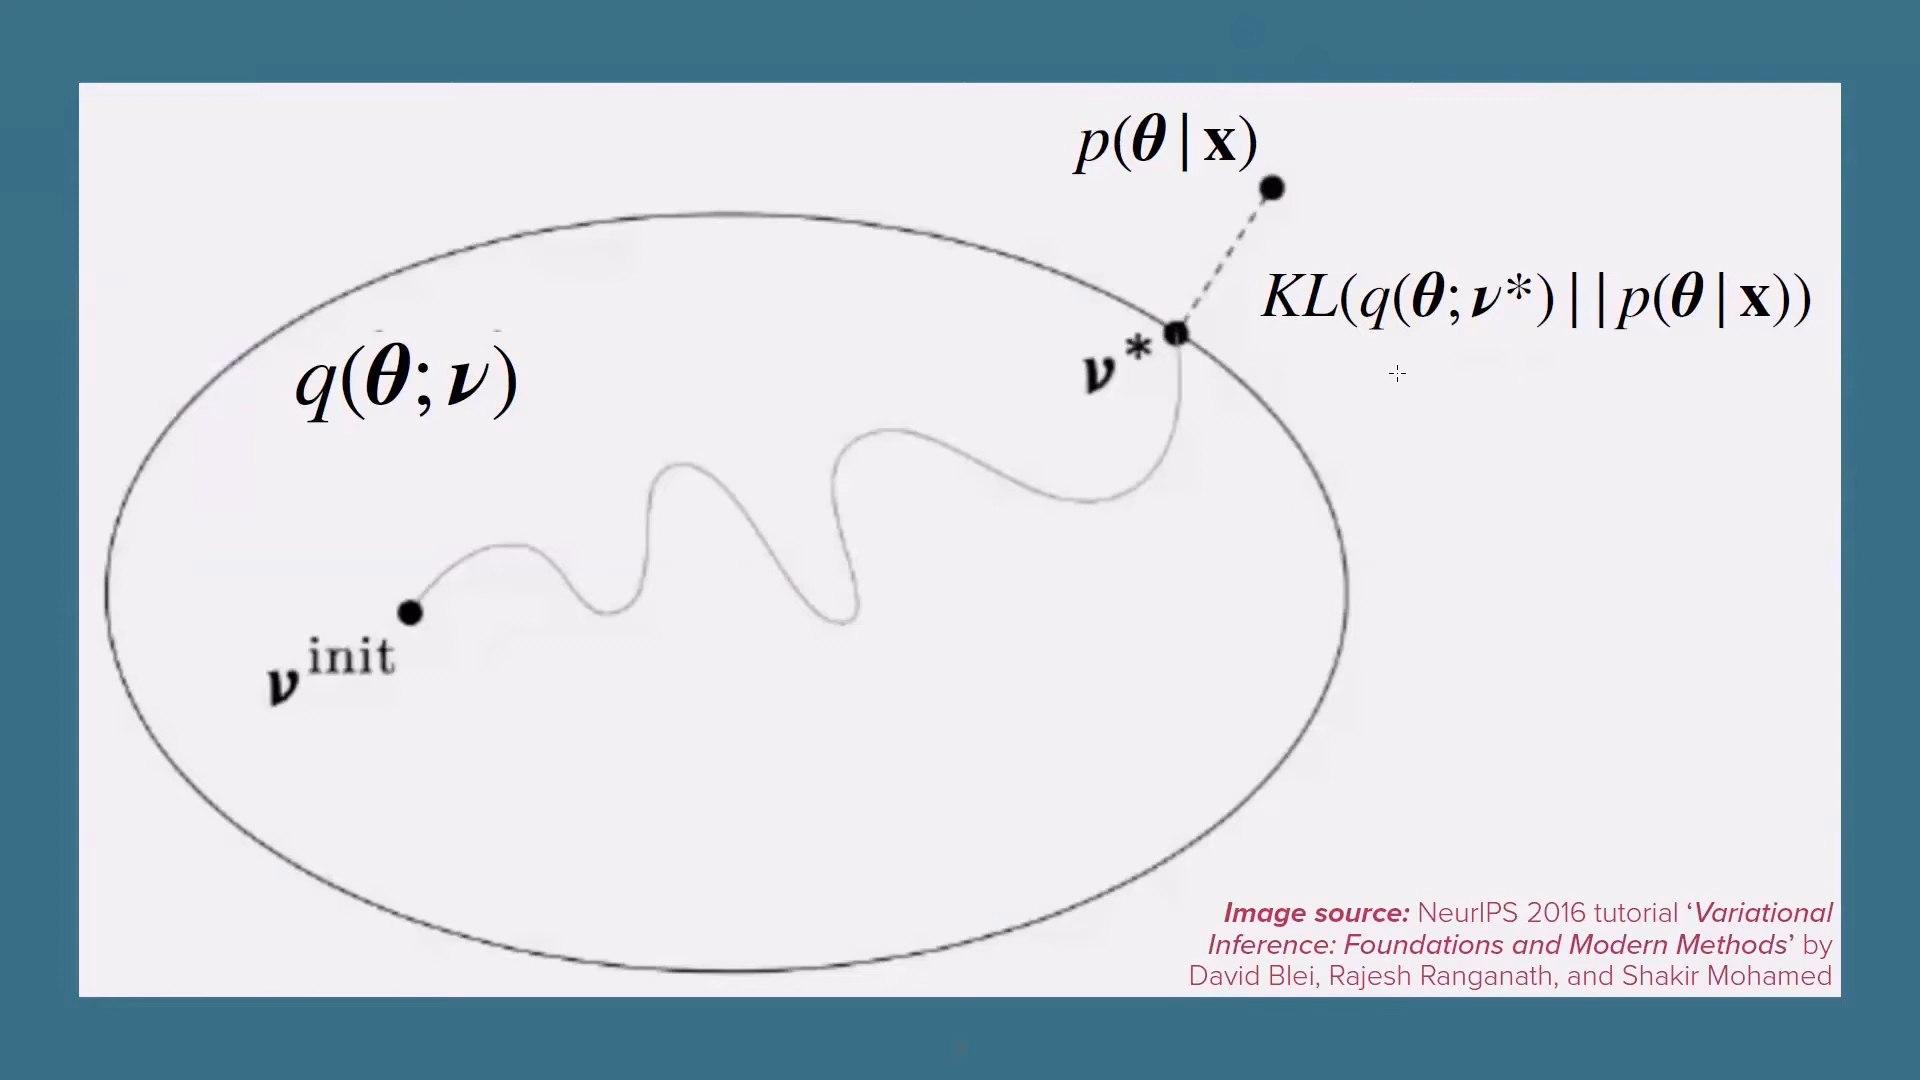 p(θ | x)
KL(q(θ; ν*) | | p(θ | x))
ν*
q(θ; ν)
ν^init
Image source: NeurIPS 2016 tutorial ‘Variational
Inference: Foundations and Modern Methods’ by
David Blei, Rajesh Ranganath, and Shakir Mohamed